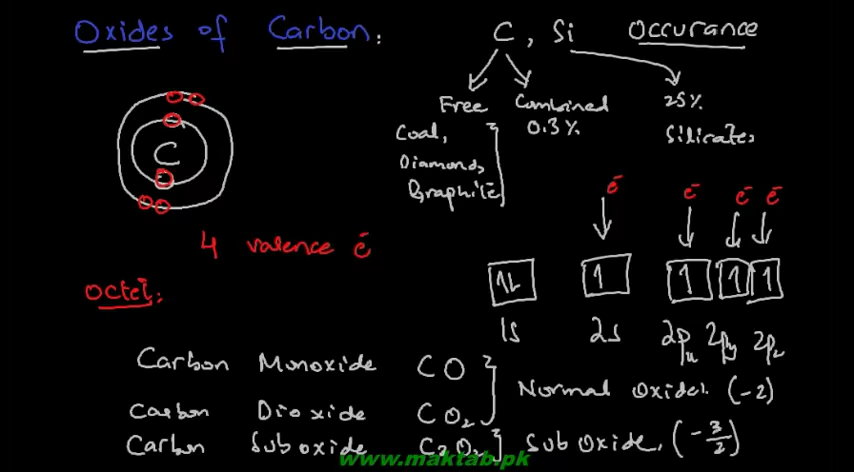 Oxides of Carbon:
C, Si Occurance
Free Combined 25%
0.3%
Coal, Silicates
Diamond,
Graphite
C
e⁻ e⁻ e⁻ e⁻
4 valence e⁻
Octet:
1s 2s 2px 2py 2pz
Carbon Monoxide CO
Normal Oxides (-2)
Carbon Dioxide CO₂
Carbon Suboxide Sub Oxide, (-3/2)
www.maktab.pk